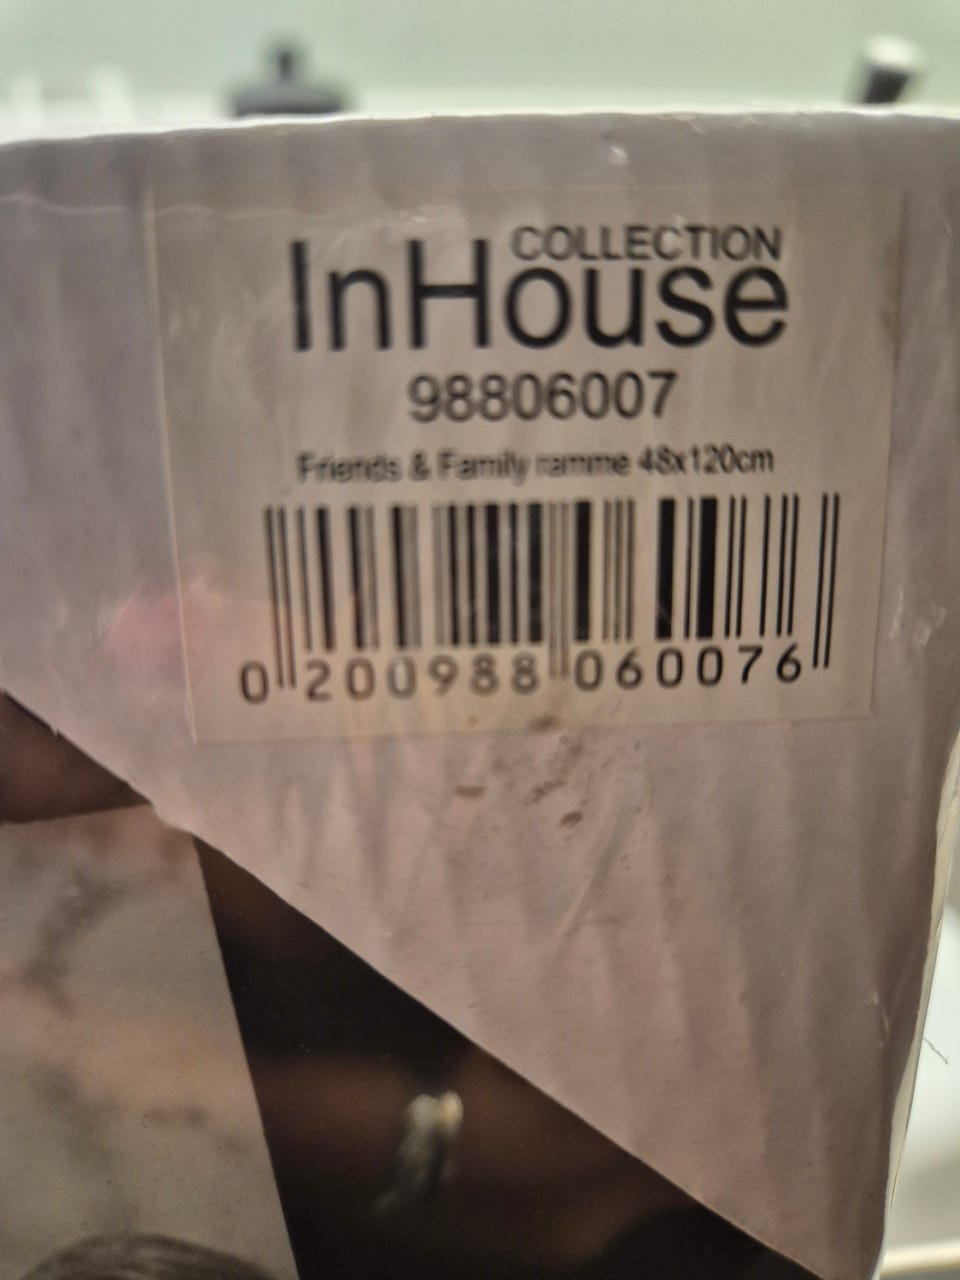 InHouse COLLECTION
98806007
Friends & Family ramme 48x120cm
0 200988 060076